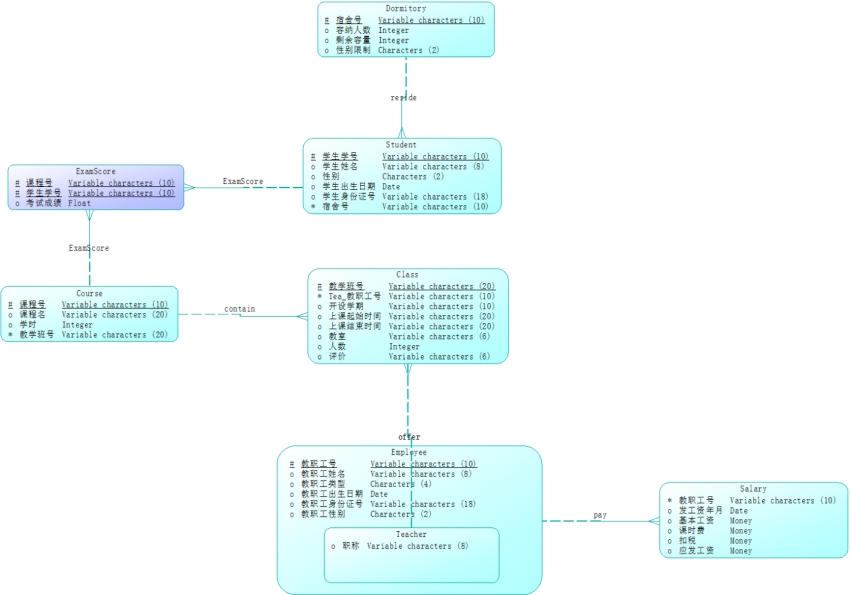 Dormitory
# 宿舍号 Variable characters (10)
o 容纳人数 Integer
o 剩余容量 Integer
o 性别限制 Characters (2)
reside
Student
# 学生学号 Variable characters (10)
o 学生姓名 Variable characters (8)
o 性别 Characters (2)
o 学生出生日期 Date
o 学生身份证号 Variable characters (18)
* 宿舍号 Variable characters (10)
ExamScore
ExamScore
# 课程号 Variable characters (10)
# 学生学号 Variable characters (10)
o 考试成绩 Float
ExamScore
Course
# 课程号 Variable characters (10)
o 课程名 Variable characters (20)
o 学时 Integer
* 教学班号 Variable characters (20)
contain
Class
# 教学班号 Variable characters (20)
* Tea_教职工号 Variable characters (10)
o 开设学期 Variable characters (10)
o 上课起始时间 Variable characters (20)
o 上课结束时间 Variable characters (20)
o 教室 Variable characters (6)
o 人数 Integer
o 评价 Variable characters (6)
offer
Employee
# 教职工号 Variable characters (10)
o 教职工姓名 Variable characters (8)
o 教职工类型 Characters (4)
o 教职工出生日期 Date
o 教职工身份证号 Variable characters (18)
o 教职工性别 Characters (2)
Teacher
o 职称 Variable characters (8)
pay
Salary
* 教职工号 Variable characters (10)
o 发工资年月 Date
o 基本工资 Money
o 课时费 Money
o 扣税 Money
o 应发工资 Money